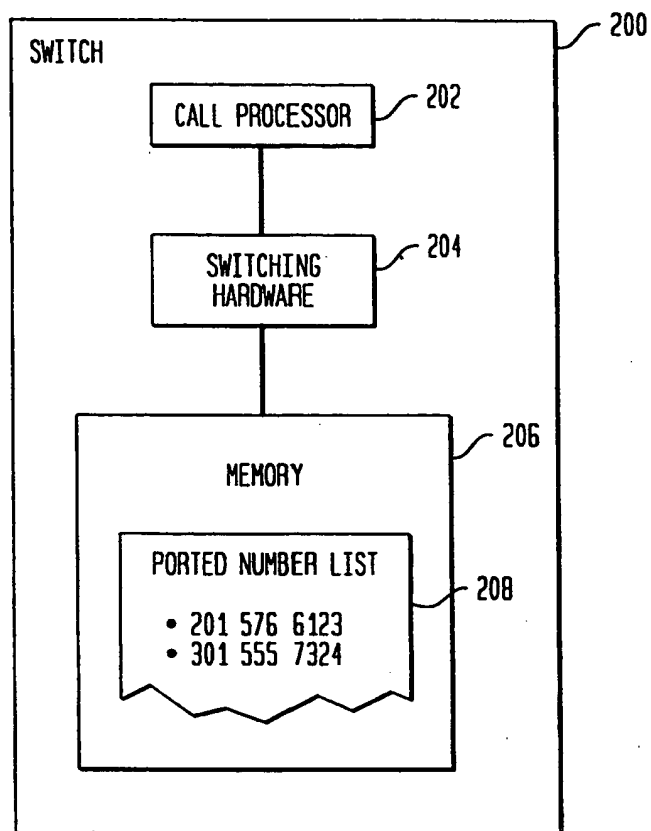 200
SWITCH
202
CALL PROCESSOR
204
SWITCHING
HARDWARE
206
MEMORY
PORTED NUMBER LIST
208
• 201 576 6123
• 301 555 7324